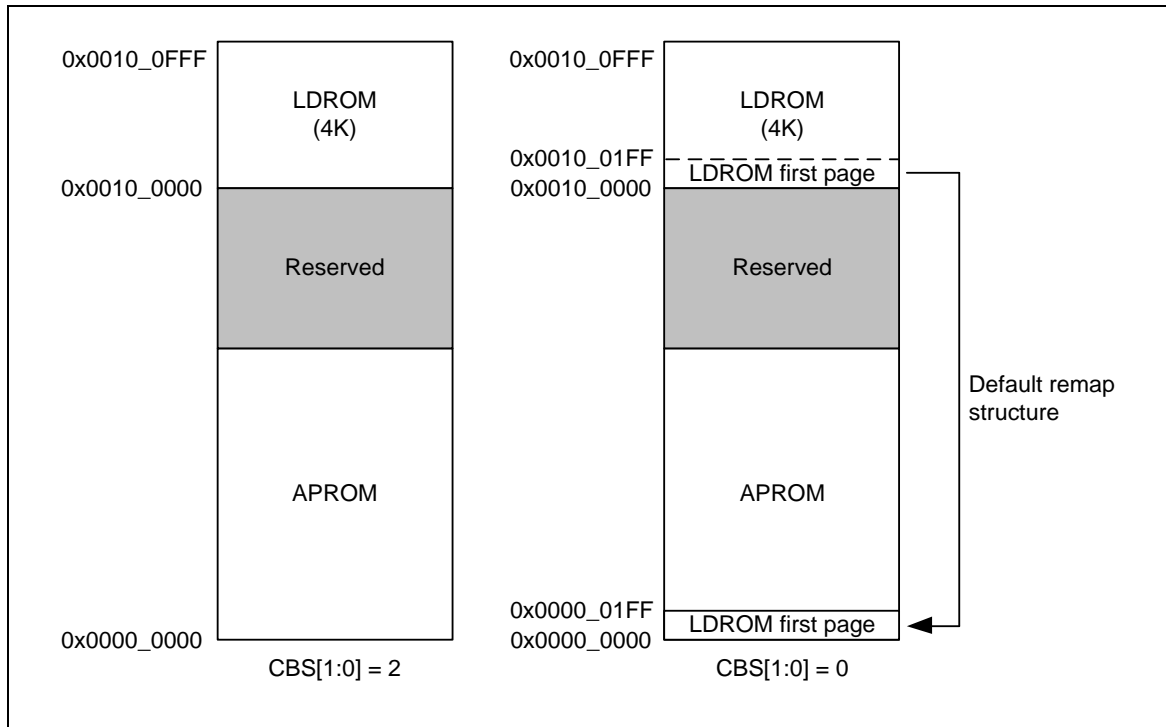 0x0010_0FFF
LDROM
(4K)
0x0010_0000
Reserved
APROM
0x0000_0000
CBS[1:0] = 2
0x0010_0FFF
LDROM
(4K)
0x0010_01FF
LDROM first page
0x0010_0000
Reserved
Default remap
structure
APROM
0x0000_01FF
LDROM first page
0x0000_0000
CBS[1:0] = 0